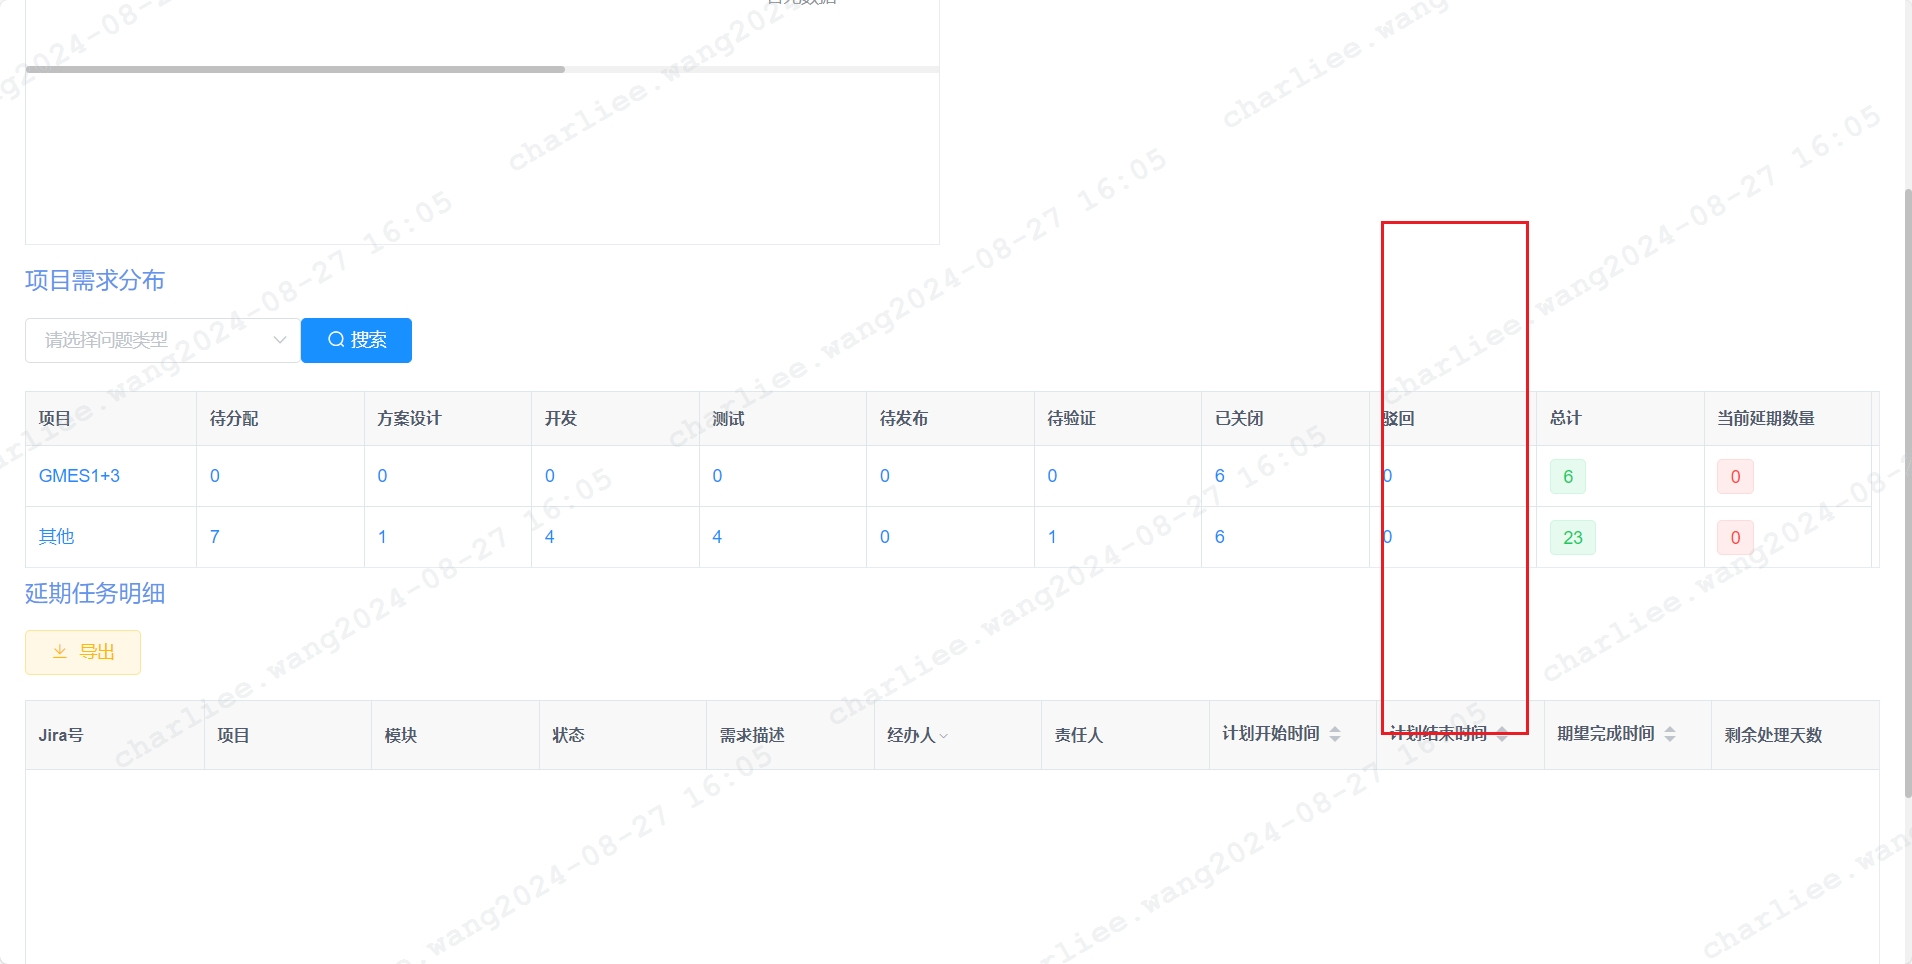 暂无数据
项目需求分布
请选择问题类型 搜索
项目 待分配 方案设计 开发 测试 待发布 待验证 已关闭 驳回 总计 当前延期数量
GMES1+3 0 0 0 0 0 0 6 0 6 0
其他 7 1 4 4 0 1 6 0 23 0
延期任务明细
导出
Jira号 项目 模块 状态 需求描述 经办人 责任人 计划开始时间 计划结束时间 期望完成时间 剩余处理天数
charliee.wang2024-08-27 16:05